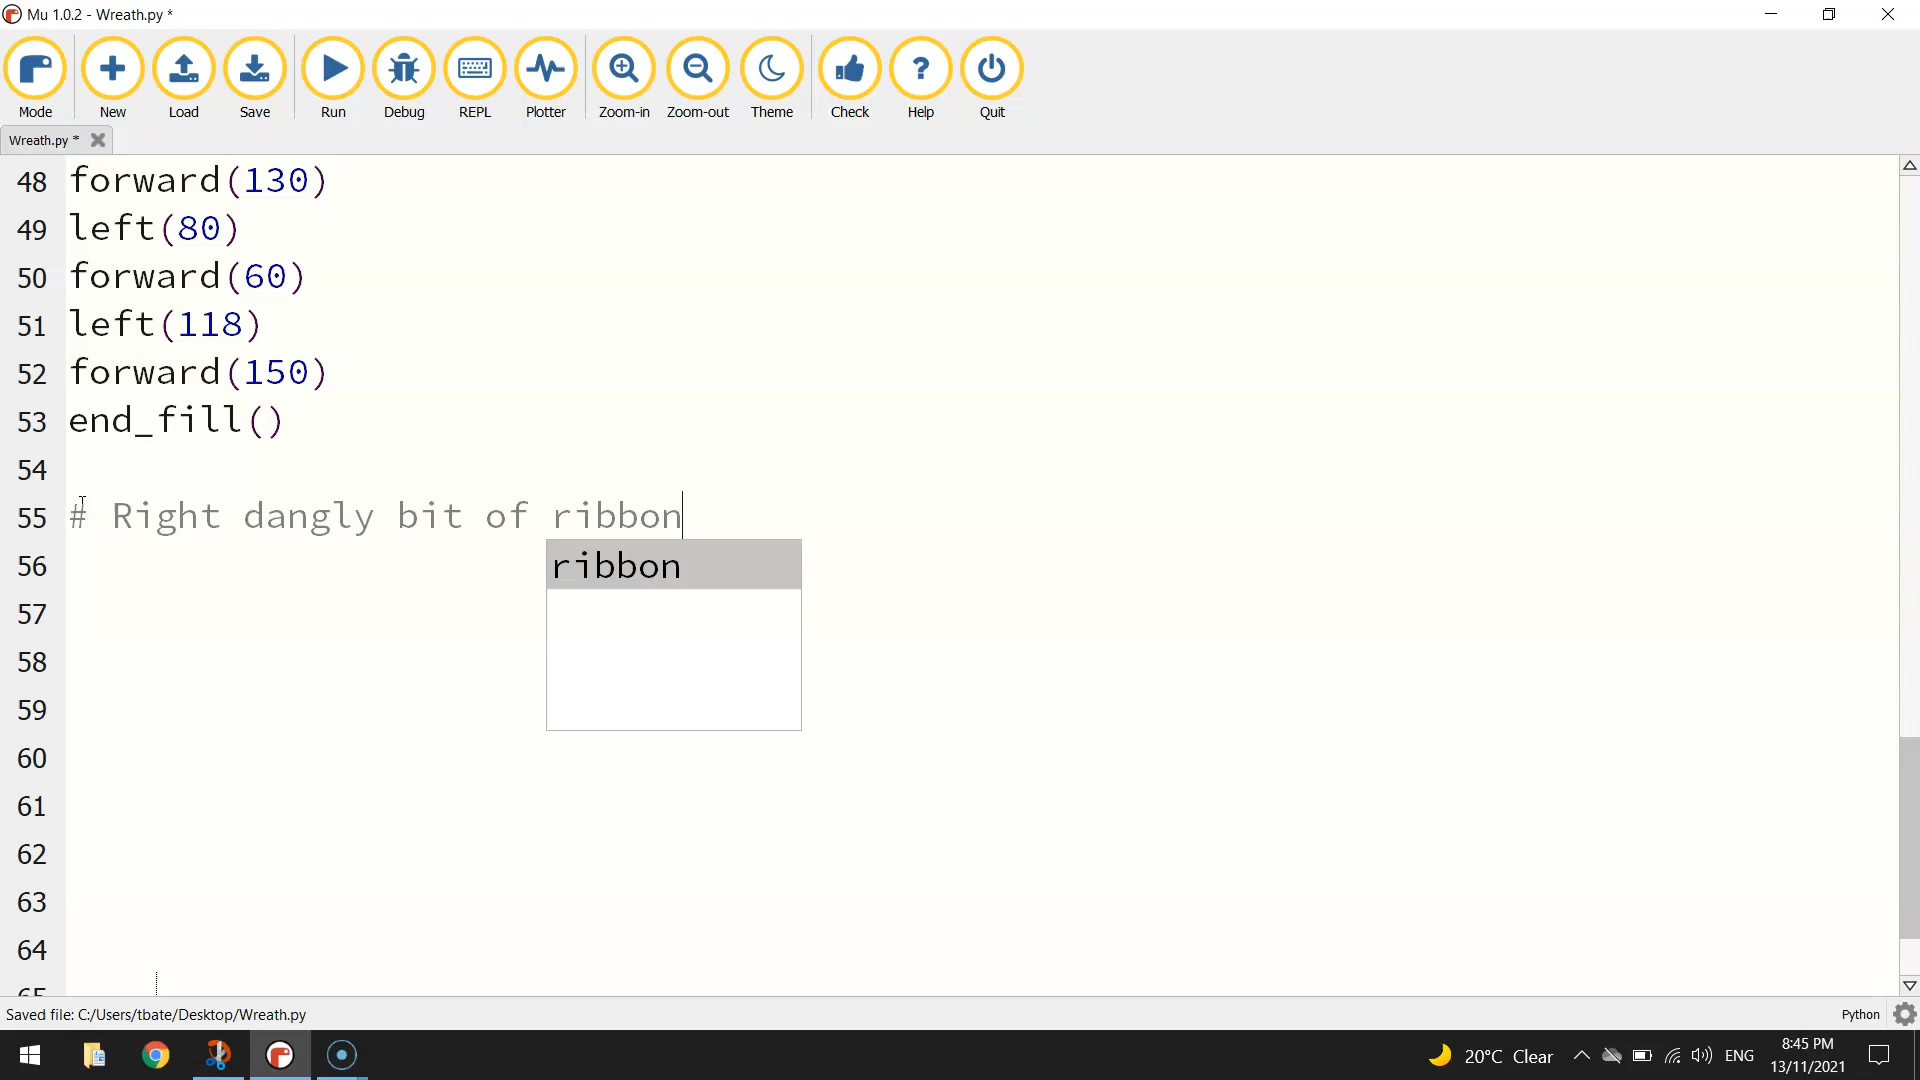 Mu 1.0.2 - Wreath.py *
Mode New Load Save Run Debug REPL Plotter Zoom-in Zoom-out Theme Check Help Quit
Wreath.py *
48 forward(130)
49 left(80)
50 forward(60)
51 left(118)
52 forward(150)
53 end_fill()
54
55 # Right dangly bit of ribbon
ribbon
56
57
58
59
60
61
62
63
64
65
Saved file: C:/Users/tbate/Desktop/Wreath.py Python
20°C Clear ENG 8:45 PM
13/11/2021